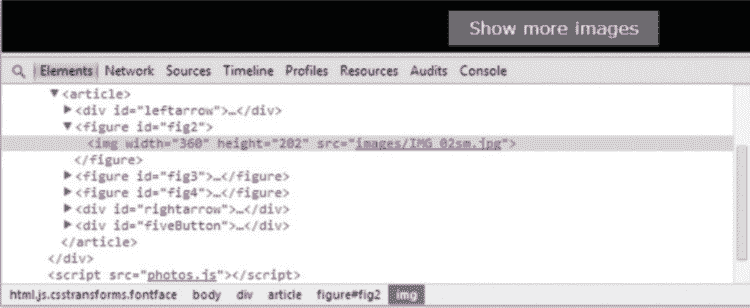 Show more images
Elements Network Sources Timeline Profiles Resources Audits Console
▼<article>
▶<div id="leftarrow">…</div>
▼<figure id="fig2">
<img width="360" height="202" src="images/IMG_02sm.jpg">
</figure>
▶<figure id="fig3">…</figure>
▶<figure id="fig4">…</figure>
▶<div id="rightarrow">…</div>
▶<div id="fiveButton">…</div>
</article>
</div>
<script src="photos.js"></script>
html.js.csstransforms.fontface body div article figure#fig2 img